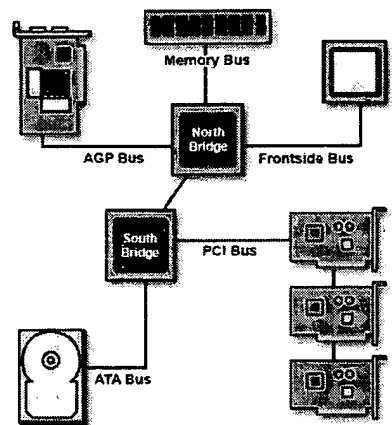 Memory Bus
North
Bridge
AGP Bus
Frontside Bus
South
Bridge
PCI Bus
ATA Bus